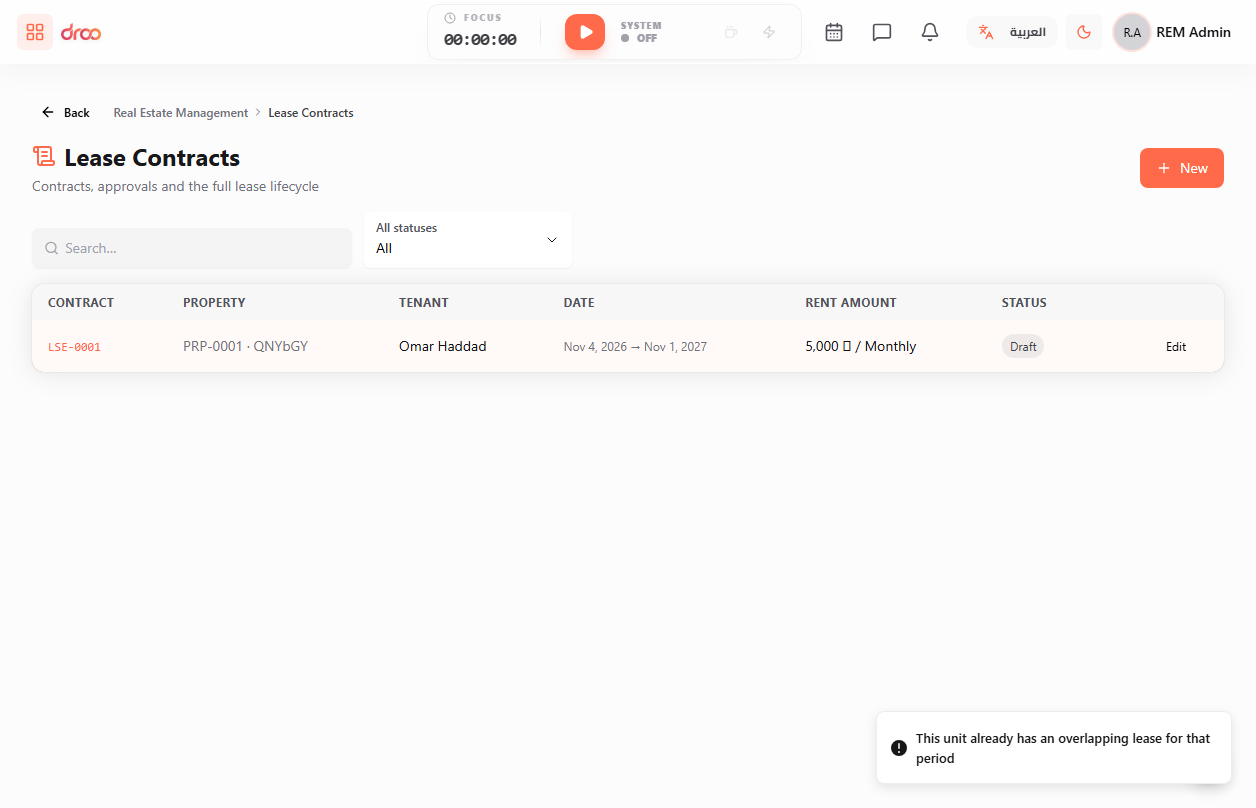 droo
FOCUS
00:00:00
SYSTEM
OFF
العربية
R.A
REM Admin
Back
Real Estate Management > Lease Contracts
Lease Contracts
Contracts, approvals and the full lease lifecycle
New
Search...
All statuses
All
CONTRACT PROPERTY TENANT DATE RENT AMOUNT STATUS
LSE-0001 PRP-0001 · QNYbGY Omar Haddad Nov 4, 2026 → Nov 1, 2027 5,000 / Monthly Draft Edit
This unit already has an overlapping lease for that
period